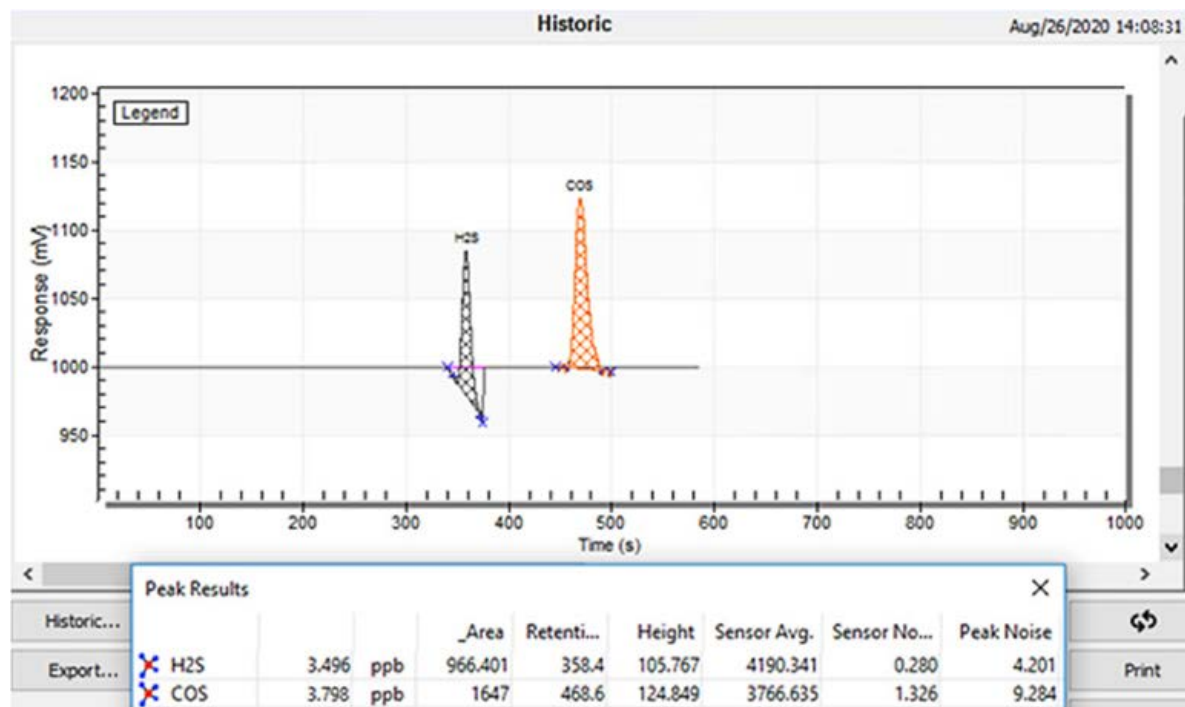 Historic
Aug/26/2020 14:08:31
Legend
1200
1150
1100
1050
1000
950
Response (mV)
H2S
COS
100 200 300 400 500 600 700 800 900 1000
Time (s)
Peak Results
_Area Retenti... Height Sensor Avg. Sensor No... Peak Noise
H2S 3.496 ppb 966.401 358.4 105.767 4190.341 0.280 4.201
COS 3.798 ppb 1647 468.6 124.849 3766.635 1.326 9.284
Historic...
Export...
Print